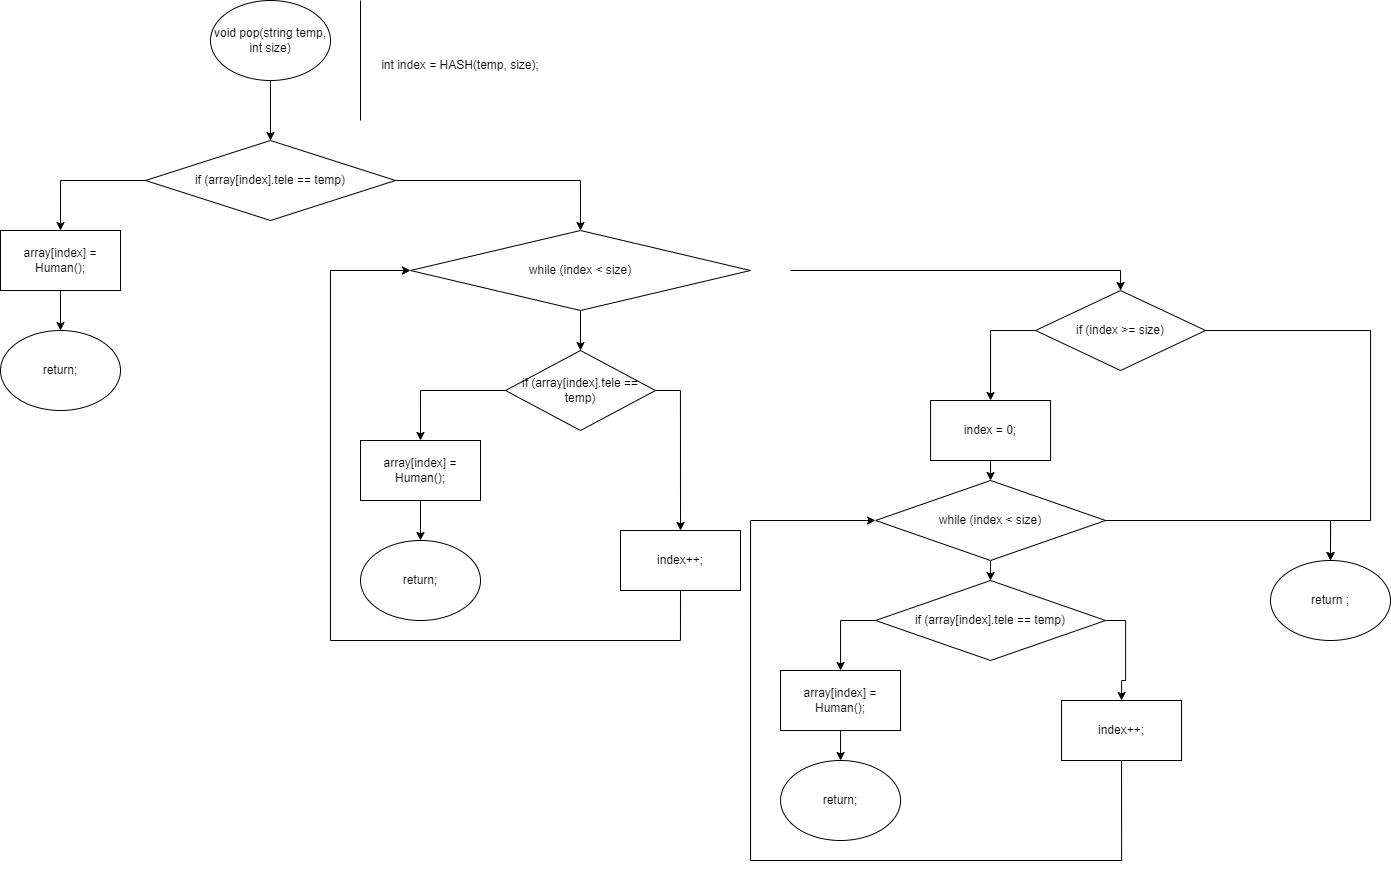 void pop(string temp,
int size)
int index = HASH(temp, size);
if (array[index].tele == temp)
array[index] =
Human();
return;
while (index < size)
if (array[index].tele ==
temp)
array[index] =
Human();
return;
index++;
if (index >= size)
index = 0;
while (index < size)
if (array[index].tele == temp)
array[index] =
Human();
return;
index++;
return ;